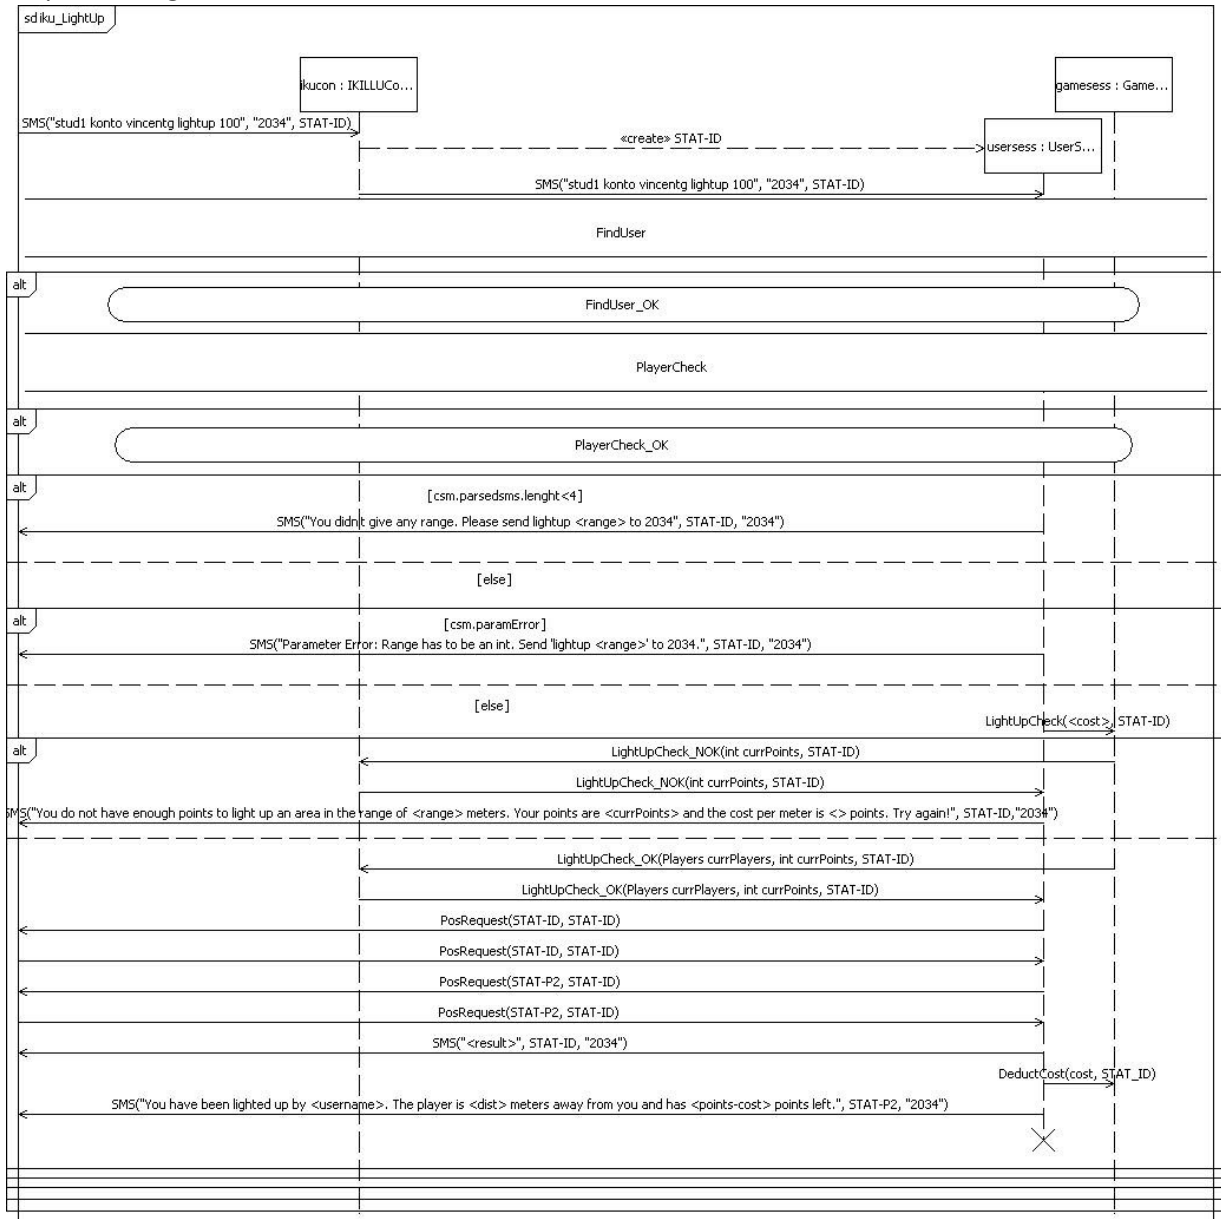 sd iku_LightUp
ikucon : IKILLUCo...
gamesess : Game...
SMS("stud1 konto vincentg lightup 100", "2034", STAT-ID)
«create» STAT-ID
usersess : UserS...
SMS("stud1 konto vincentg lightup 100", "2034", STAT-ID)
FindUser
alt
FindUser_OK
PlayerCheck
alt
PlayerCheck_OK
alt
[csm.parsedsms.lenght<4]
SMS("You didn't give any range. Please send lightup <range> to 2034", STAT-ID, "2034")
[else]
alt
[csm.paramError]
SMS("Parameter Error: Range has to be an int. Send 'lightup <range>' to 2034.", STAT-ID, "2034")
[else]
LightUpCheck(<cost>, STAT-ID)
alt
LightUpCheck_NOK(int currPoints, STAT-ID)
LightUpCheck_NOK(int currPoints, STAT-ID)
SMS("You do not have enough points to light up an area in the range of <range> meters. Your points are <currPoints> and the cost per meter is <> points. Try again!", STAT-ID,"2034")
LightUpCheck_OK(Players currPlayers, int currPoints, STAT-ID)
LightUpCheck_OK(Players currPlayers, int currPoints, STAT-ID)
PosRequest(STAT-ID, STAT-ID)
PosRequest(STAT-ID, STAT-ID)
PosRequest(STAT-P2, STAT-ID)
PosRequest(STAT-P2, STAT-ID)
SMS("<result>", STAT-ID, "2034")
DeductCost(cost, STAT_ID)
SMS("You have been lighted up by <username>. The player is <dist> meters away from you and has <points-cost> points left.", STAT-P2, "2034")